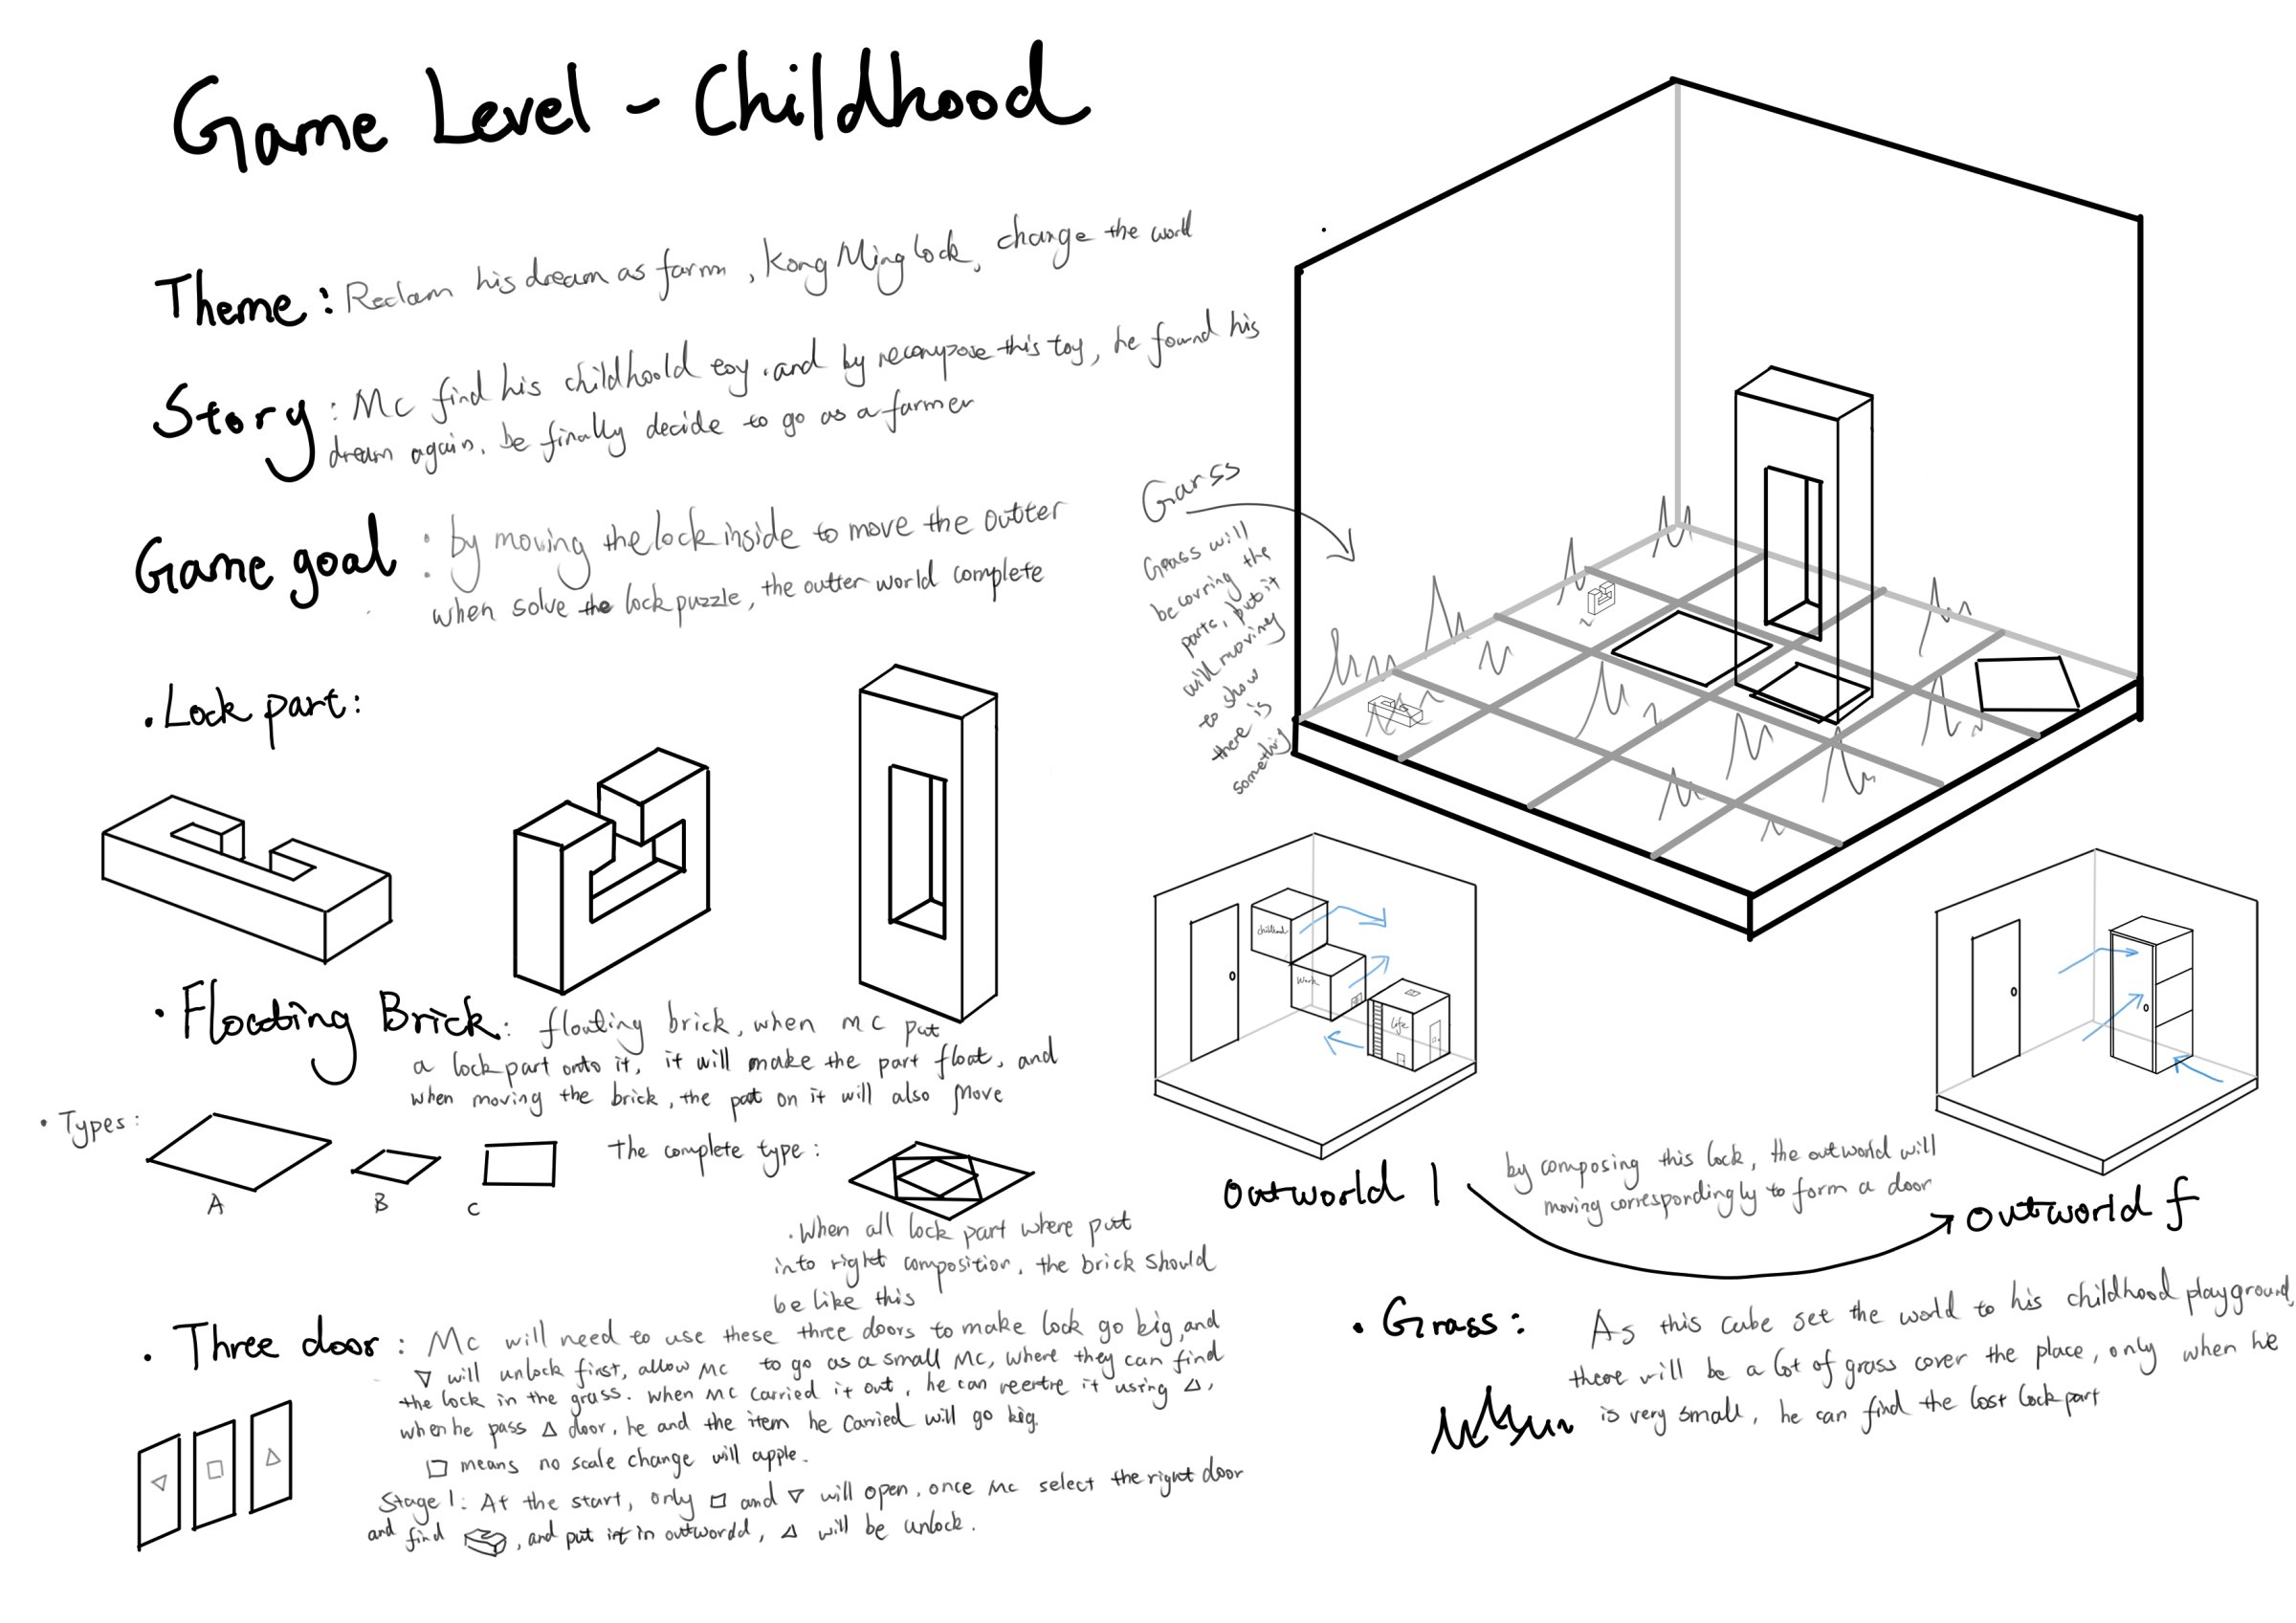 Game Level - Childhood
Theme : Reclam his dream as farm, Kong Ming lock, change the world
Story : Mc find his childhoold toy. and by recompose this toy, he found his
dream again. he finally decide to go as a farmer
Game goal : by moving the lock inside to move the outter
when solve the lock puzzle, the outter world complete
· Lock part:
· Floating Brick: floating brick, when mc put
a lock part onto it, it will make the part float, and
when moving the brick, the part on it will also move
· Types:
A
B
C
The complete type:
· When all lock part where put
into right composition, the brick should
be like this
· Three door : Mc will need to use these three doors to make lock go big, and
▽ will unlock first, allow Mc to go as a small Mc, where they can find
the lock in the grass. when mc carried it out, he can reertre it using △,
when he pass △ door, he and the item he carried will go big.
□ means no scale change will apple.
Stage 1: At the start, only □ and ▽ will open, once Mc select the right door
and find , and put it in outworld, △ will be unlock.
Garss
Grass will
be covring the
parts, but it
will moving
to show
there is
something
childhood
Work
Life
outworld 1
by composing this lock, the outworld will
moving correspondingly to form a door
outworld f
· Grass: As this cube set the world to his childhood playground,
there will be a lot of grass cover the place, only when he
is very small, he can find the lost lock part